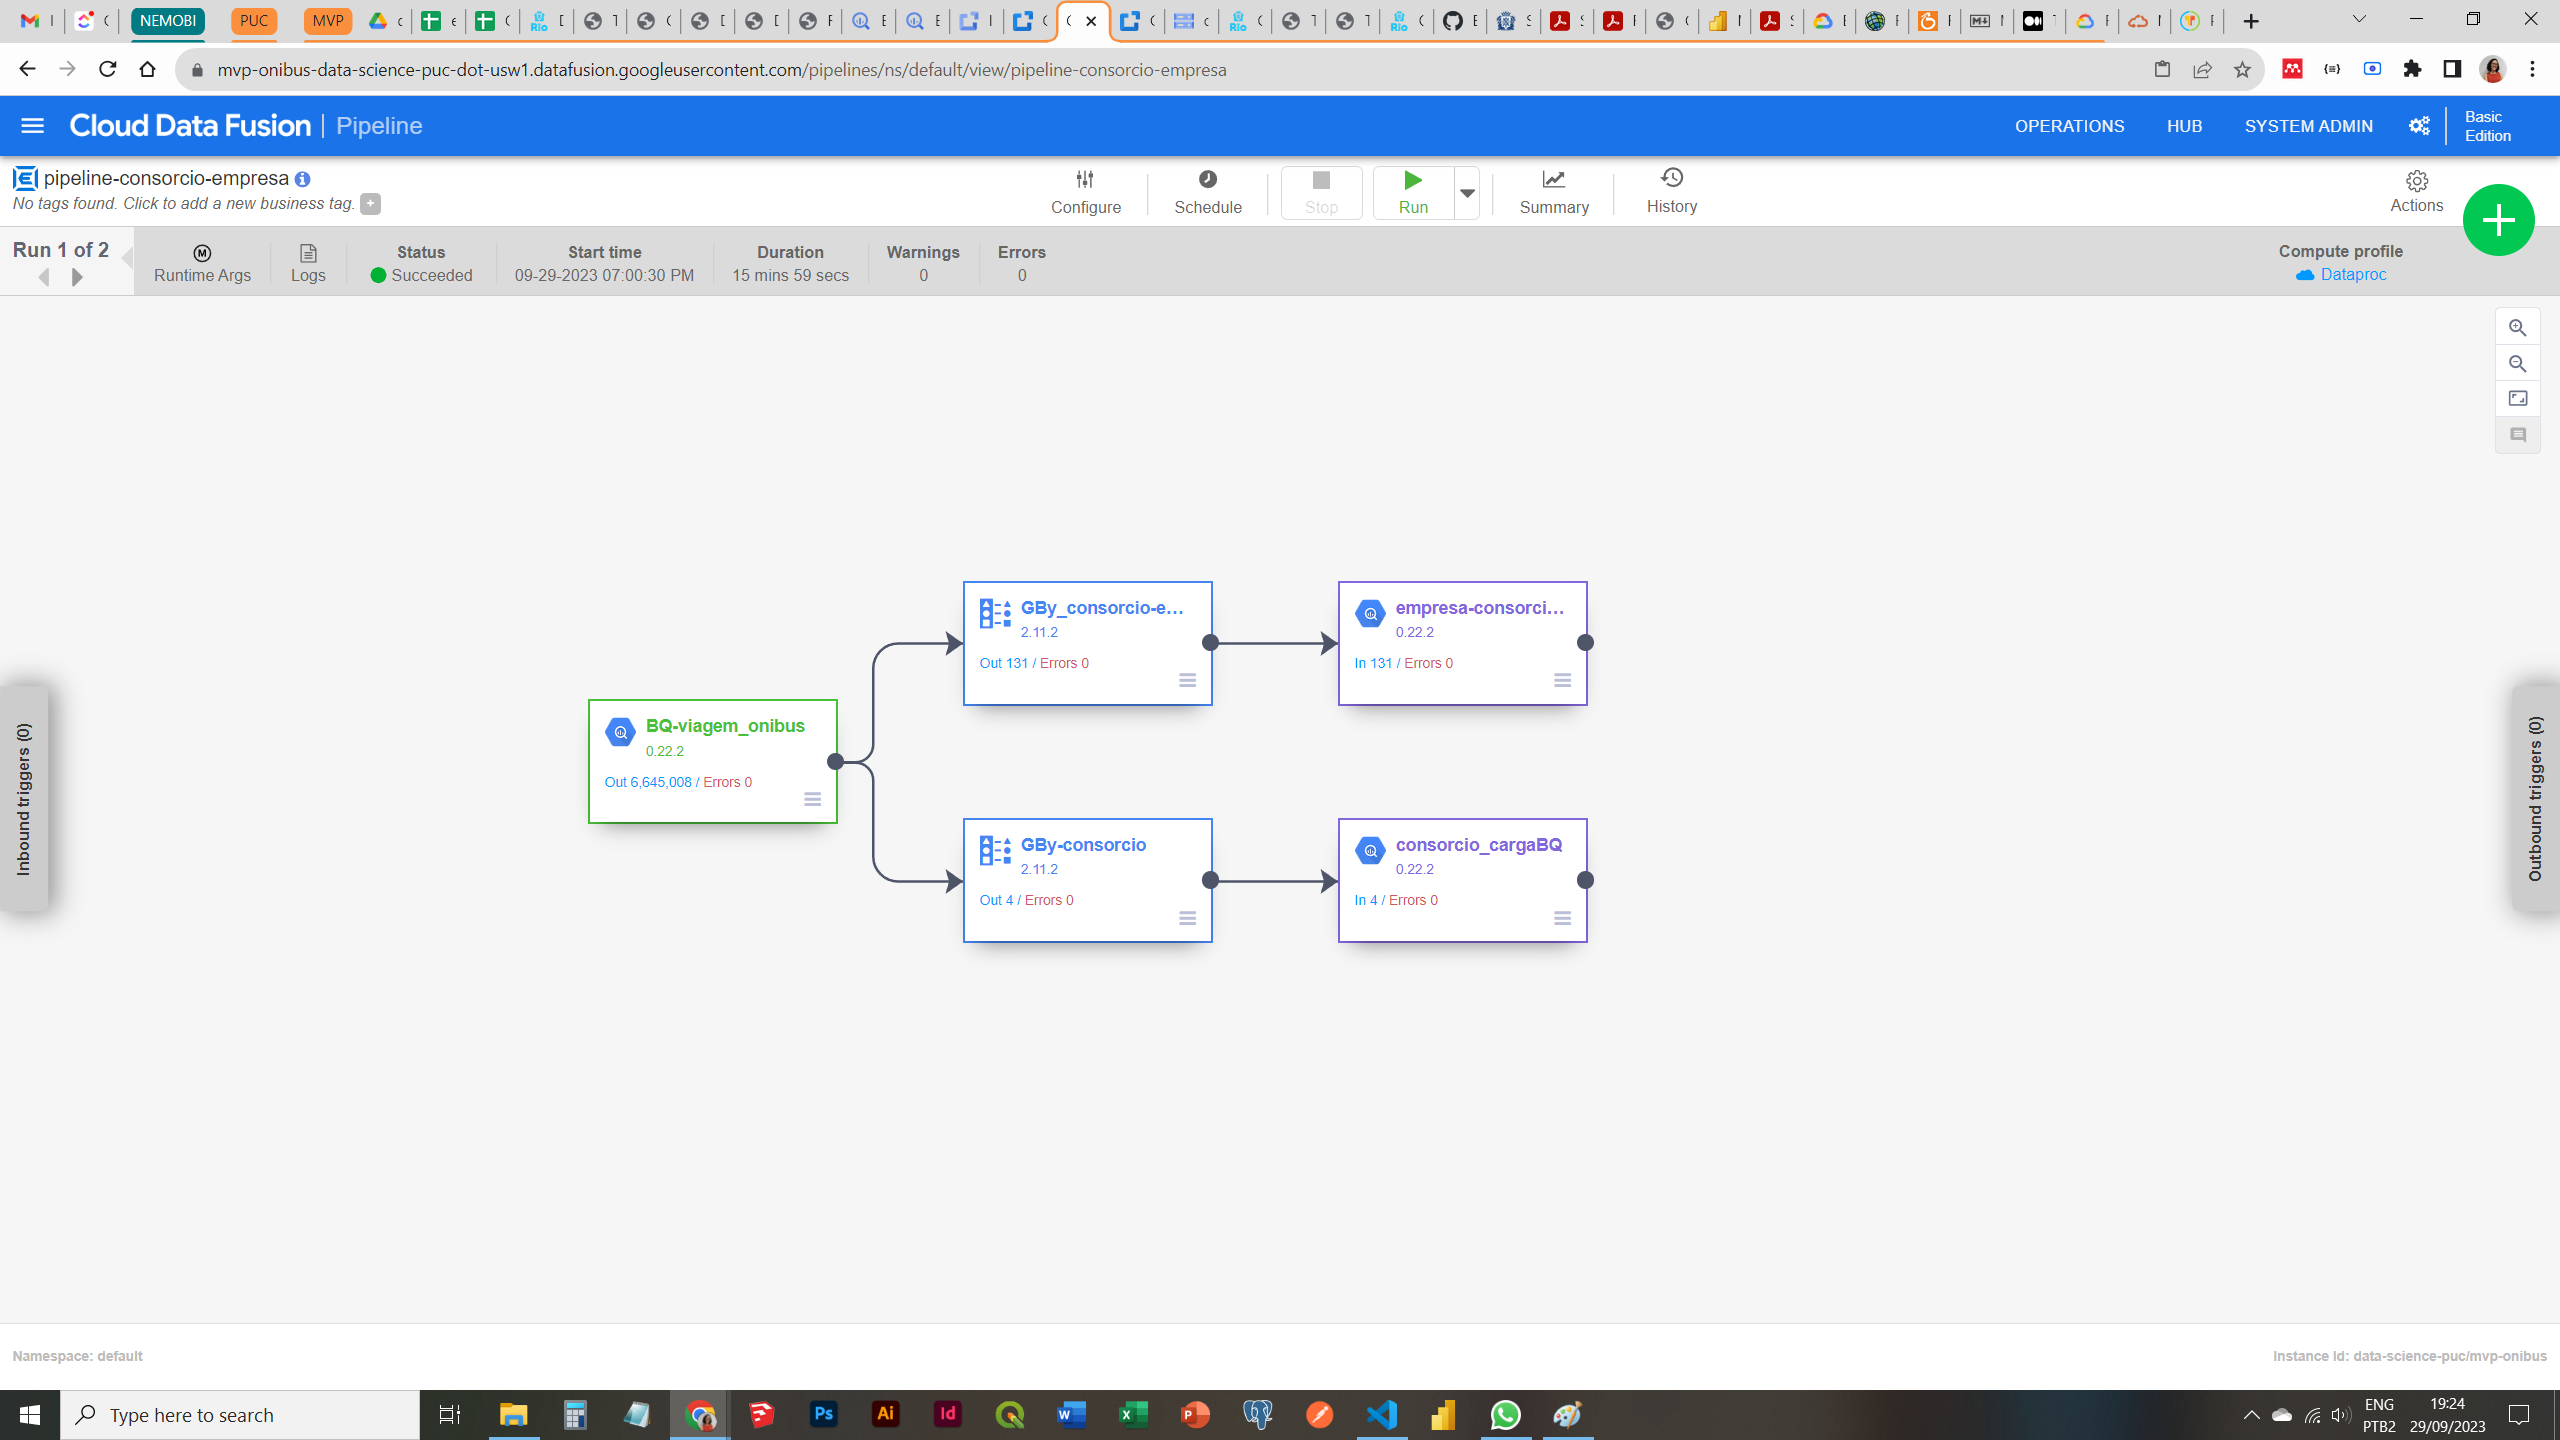 NEMOBI
PUC
MVP
mvp-onibus-data-science-puc-dot-usw1.datafusion.googleusercontent.com/pipelines/ns/default/view/pipeline-consorcio-empresa
Cloud Data Fusion | Pipeline
OPERATIONS
HUB
SYSTEM ADMIN
Basic
Edition
pipeline-consorcio-empresa
No tags found. Click to add a new business tag.
Configure
Schedule
Stop
Run
Summary
History
Actions
Run 1 of 2
Runtime Args
Logs
Status
Succeeded
Start time
09-29-2023 07:00:30 PM
Duration
15 mins 59 secs
Warnings
0
Errors
0
Compute profile
Dataproc
Inbound triggers (0)
BQ-viagem_onibus
0.22.2
Out 6,645,008 / Errors 0
GBy_consorcio-e...
2.11.2
Out 131 / Errors 0
empresa-consorci...
0.22.2
In 131 / Errors 0
GBy-consorcio
2.11.2
Out 4 / Errors 0
consorcio_cargaBQ
0.22.2
In 4 / Errors 0
Outbound triggers (0)
Namespace: default
Instance Id: data-science-puc/mvp-onibus
Type here to search
Ps
Ai
Id
ENG
PTB2
19:24
29/09/2023